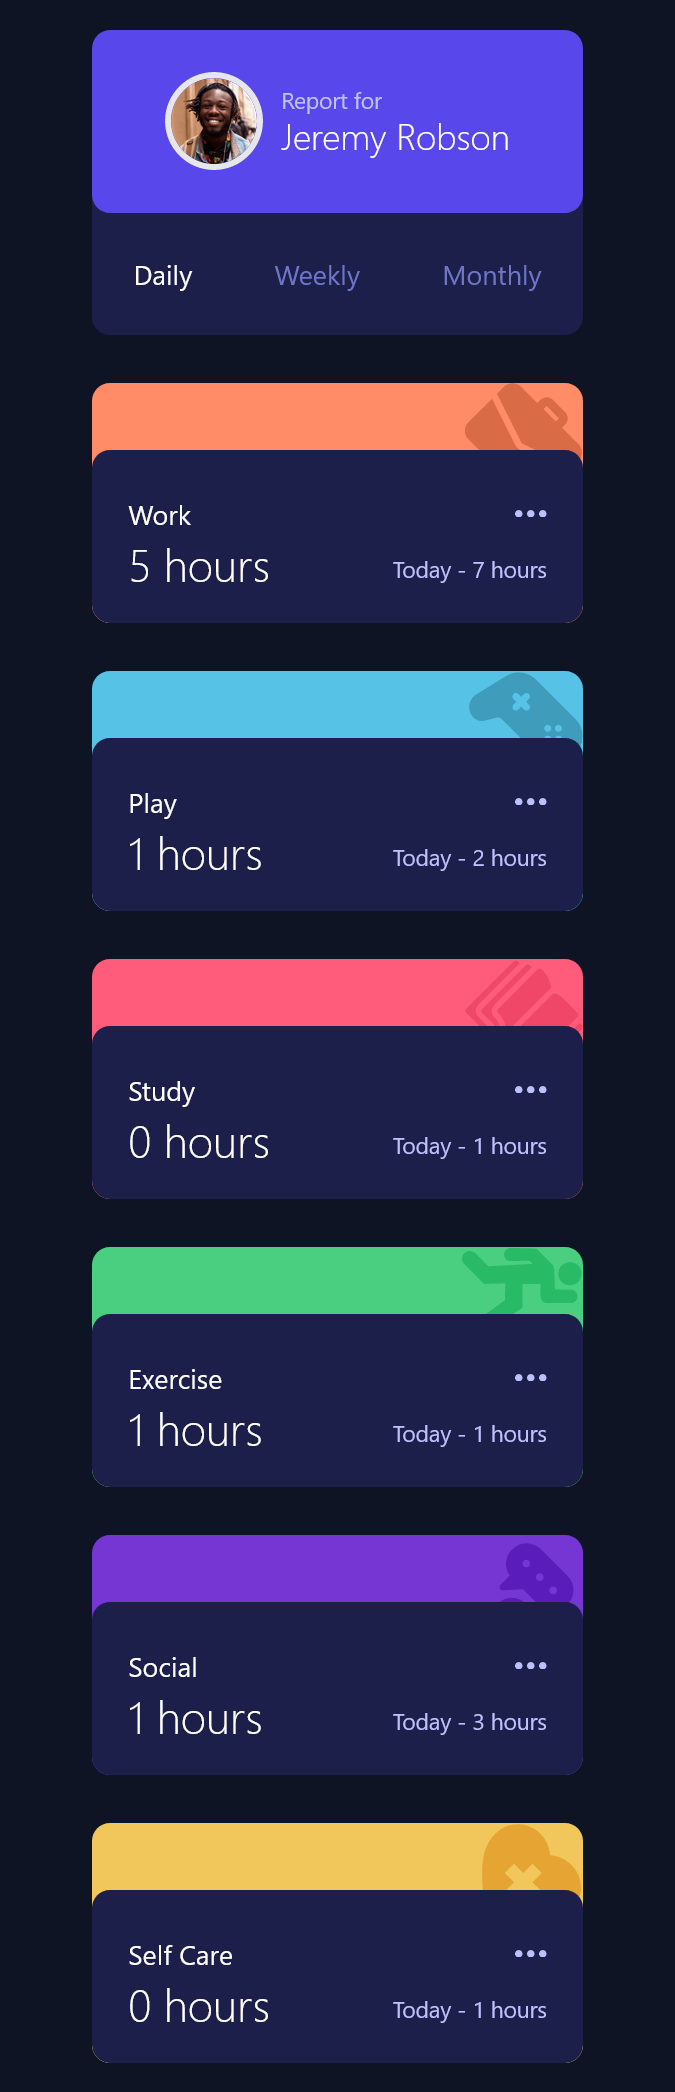 Report for
Jeremy Robson
Daily Weekly Monthly
Work
5 hours
Today - 7 hours
Play
1 hours
Today - 2 hours
Study
0 hours
Today - 1 hours
Exercise
1 hours
Today - 1 hours
Social
1 hours
Today - 3 hours
Self Care
0 hours
Today - 1 hours